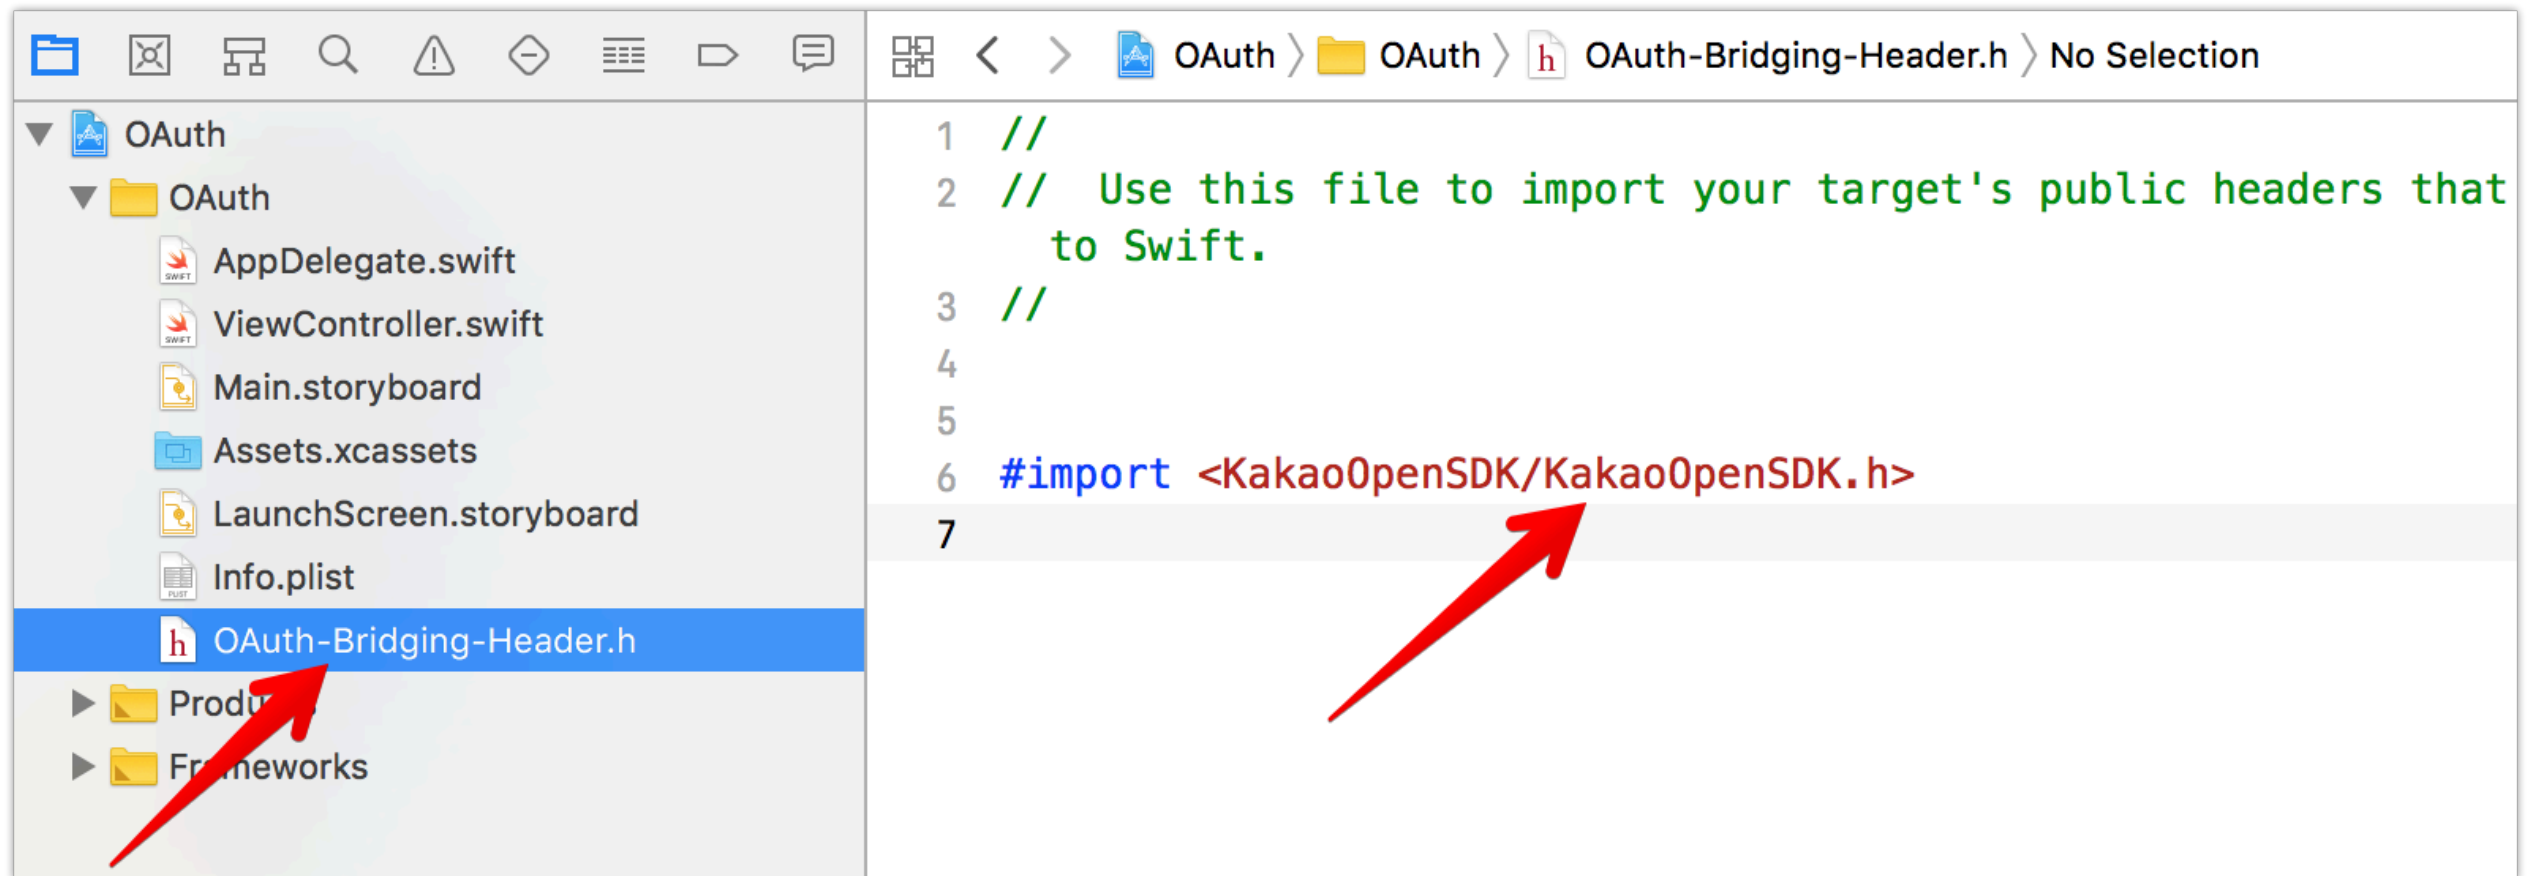 OAuth
OAuth
AppDelegate.swift
ViewController.swift
Main.storyboard
Assets.xcassets
LaunchScreen.storyboard
Info.plist
OAuth-Bridging-Header.h
Frameworks
OAuth 〉 OAuth 〉 h OAuth-Bridging-Header.h 〉 No Selection
1 //
2 //  Use this file to import your target's public headers that
to Swift.
3 //
4
5
6 #import <KakaoOpenSDK/KakaoOpenSDK.h>
7